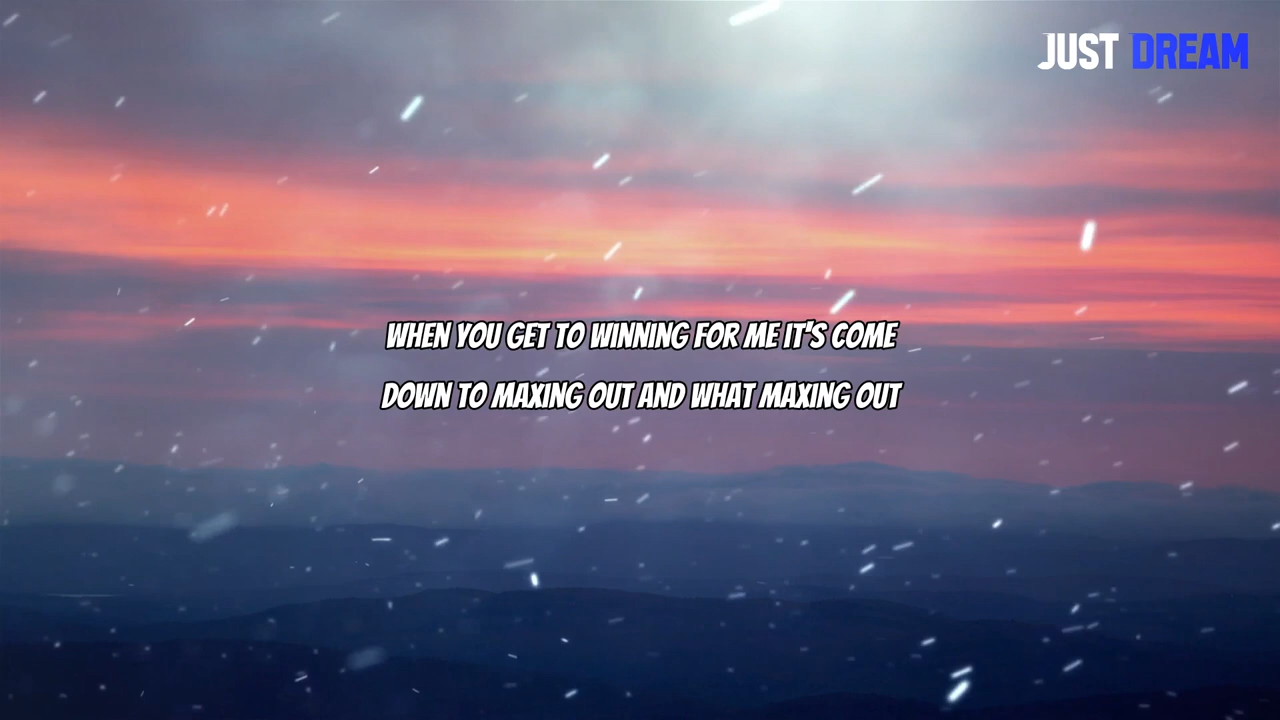 JUST DREAM
WHEN YOU GET TO WINNING FOR ME IT'S COME
DOWN TO MAXING OUT AND WHAT MAXING OUT